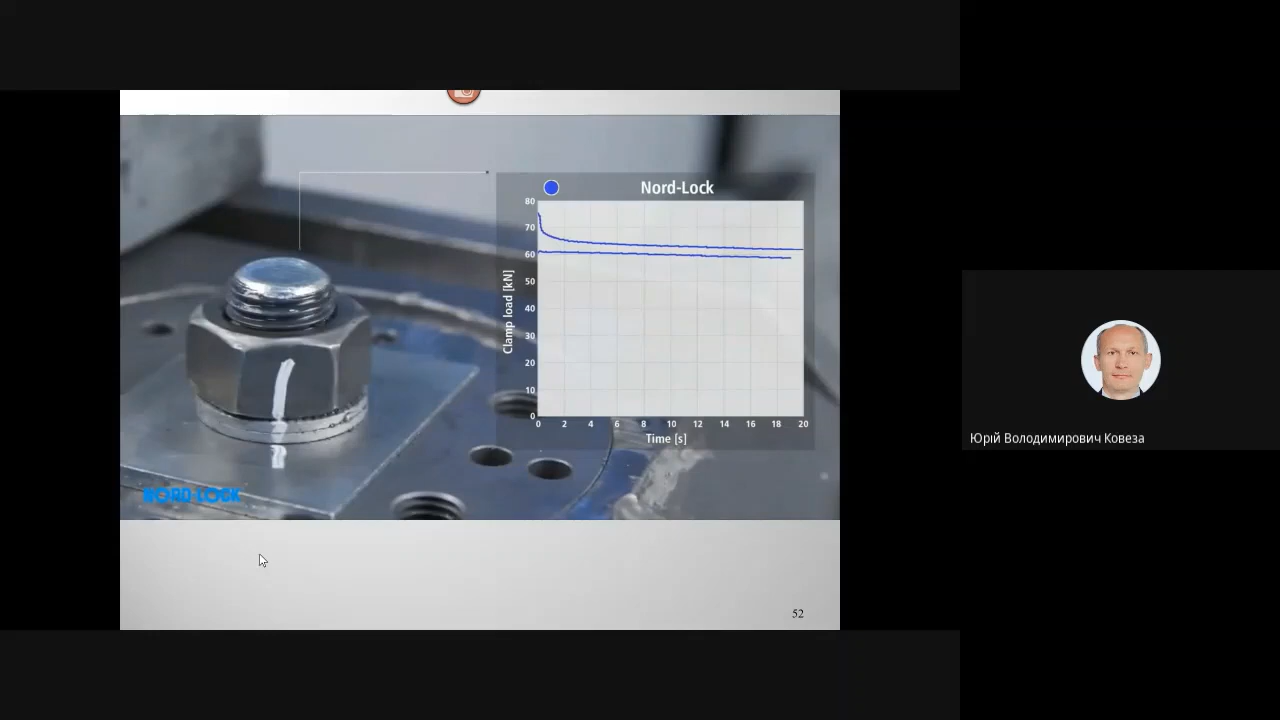 Nord-Lock
80
70
60
50
40
30
20
10
0
Clamp load [kN]
0 2 4 6 8 10 12 14 16 18 20
Time [s]
NORD-LOCK
Юрій Володимирович Ковеза
52